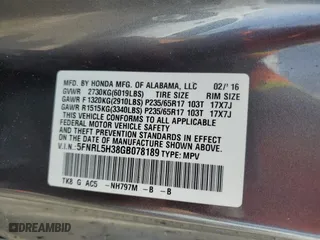 MFD. BY HONDA MFG. OF ALABAMA, LLC 02/'16
GVWR 2730KG(6019LBS) TIRE SIZE RIM SIZE
GAWR F 1320KG(2910LBS) P235/65R17 103T 17X7J
GAWR R1515KG(3340LBS) P235/65R17 103T 17X7J
THIS VEHICLE CONFORMS TO ALL APPLICABLE
FEDERAL MOTOR VEHICLE SAFETY AND
THEFT PREVENTION STANDARDS IN EFFECT ON
THE DATE OF MANUFACTURE SHOWN ABOVE.
V.I.N.: 5FNRL5H38GB078189 TYPE: MPV
TK8 G AC5 -NH797M -B -B